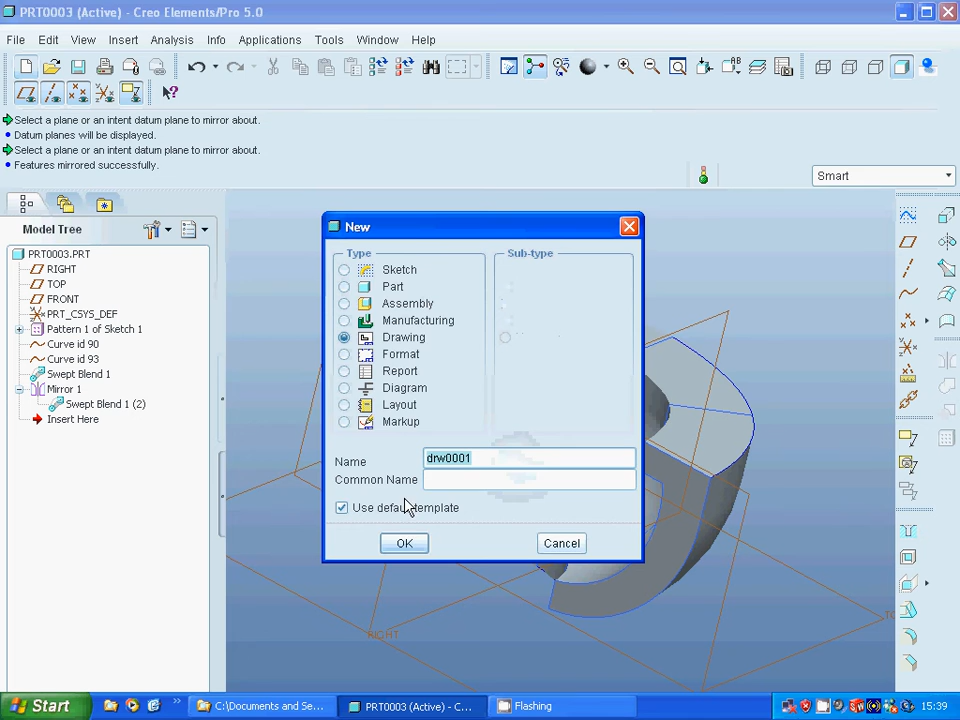 PRT0003 (Active) - Creo Elements/Pro 5.0
File Edit View Insert Analysis Info Applications Tools Window Help
Select a plane or an intent datum plane to mirror about.
Datum planes will be displayed.
Select a plane or an intent datum plane to mirror about.
Features mirrored successfully.
Smart
Model Tree
PRT0003.PRT
RIGHT
TOP
FRONT
PRT_CSYS_DEF
Pattern 1 of Sketch 1
Curve id 90
Curve id 93
Swept Blend 1
Mirror 1
Swept Blend 1 (2)
Insert Here
New
Type
Sub-type
Sketch
Part
Assembly
Manufacturing
Drawing
Format
Report
Diagram
Layout
Markup
Name drw0001
Common Name
Use default template
OK Cancel
RIGHT
Start
C:\Documents and Se...
PRT0003 (Active) - C...
Flashing
15:39